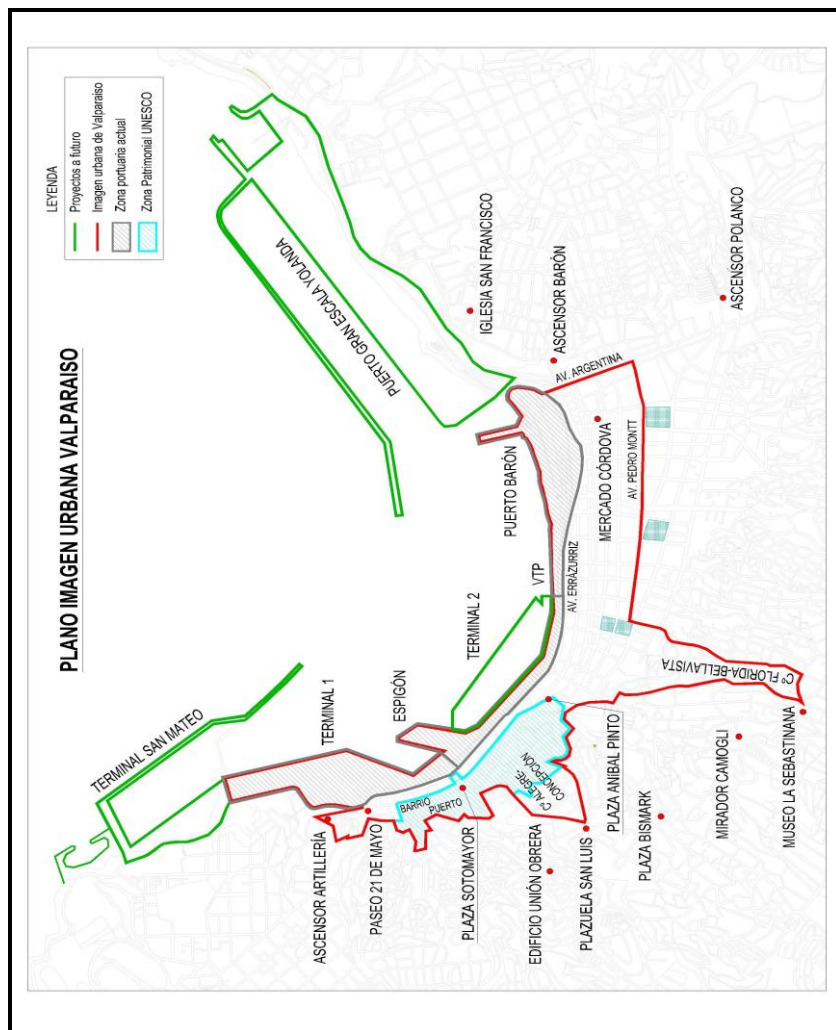 PLANO IMAGEN URBANA VALPARAISO
LEYENDA
Proyectos a futuro
Imagen urbana de Valparaíso
Zona portuaria actual
Zona Patrimonial UNESCO
TERMINAL SAN MATEO
PUERTO GRAN ESCALA YOLANDA
TERMINAL 1
ESPIGÓN
TERMINAL 2
VTP
PUERTO BARÓN
IGLESIA SAN FRANCISCO
ASCENSOR BARÓN
ASCENSOR POLANCO
AV. ARGENTINA
MERCADO CÓRDOVA
AV. PEDRO MONTT
AV. ERRÁZURRIZ
ASCENSOR ARTILLERÍA
PASEO 21 DE MAYO
BARRIO
PUERTO
PLAZA SOTOMAYOR
Cº ALEGRE-
CONCEPCIÓN
EDIFICIO UNIÓN OBRERA
PLAZUELA SAN LUIS
PLAZA ANÍBAL PINTO
PLAZA BISMARK
MIRADOR CAMOGLI
MUSEO LA SEBASTINANA
Cº FLORIDA-BELLAVISTA